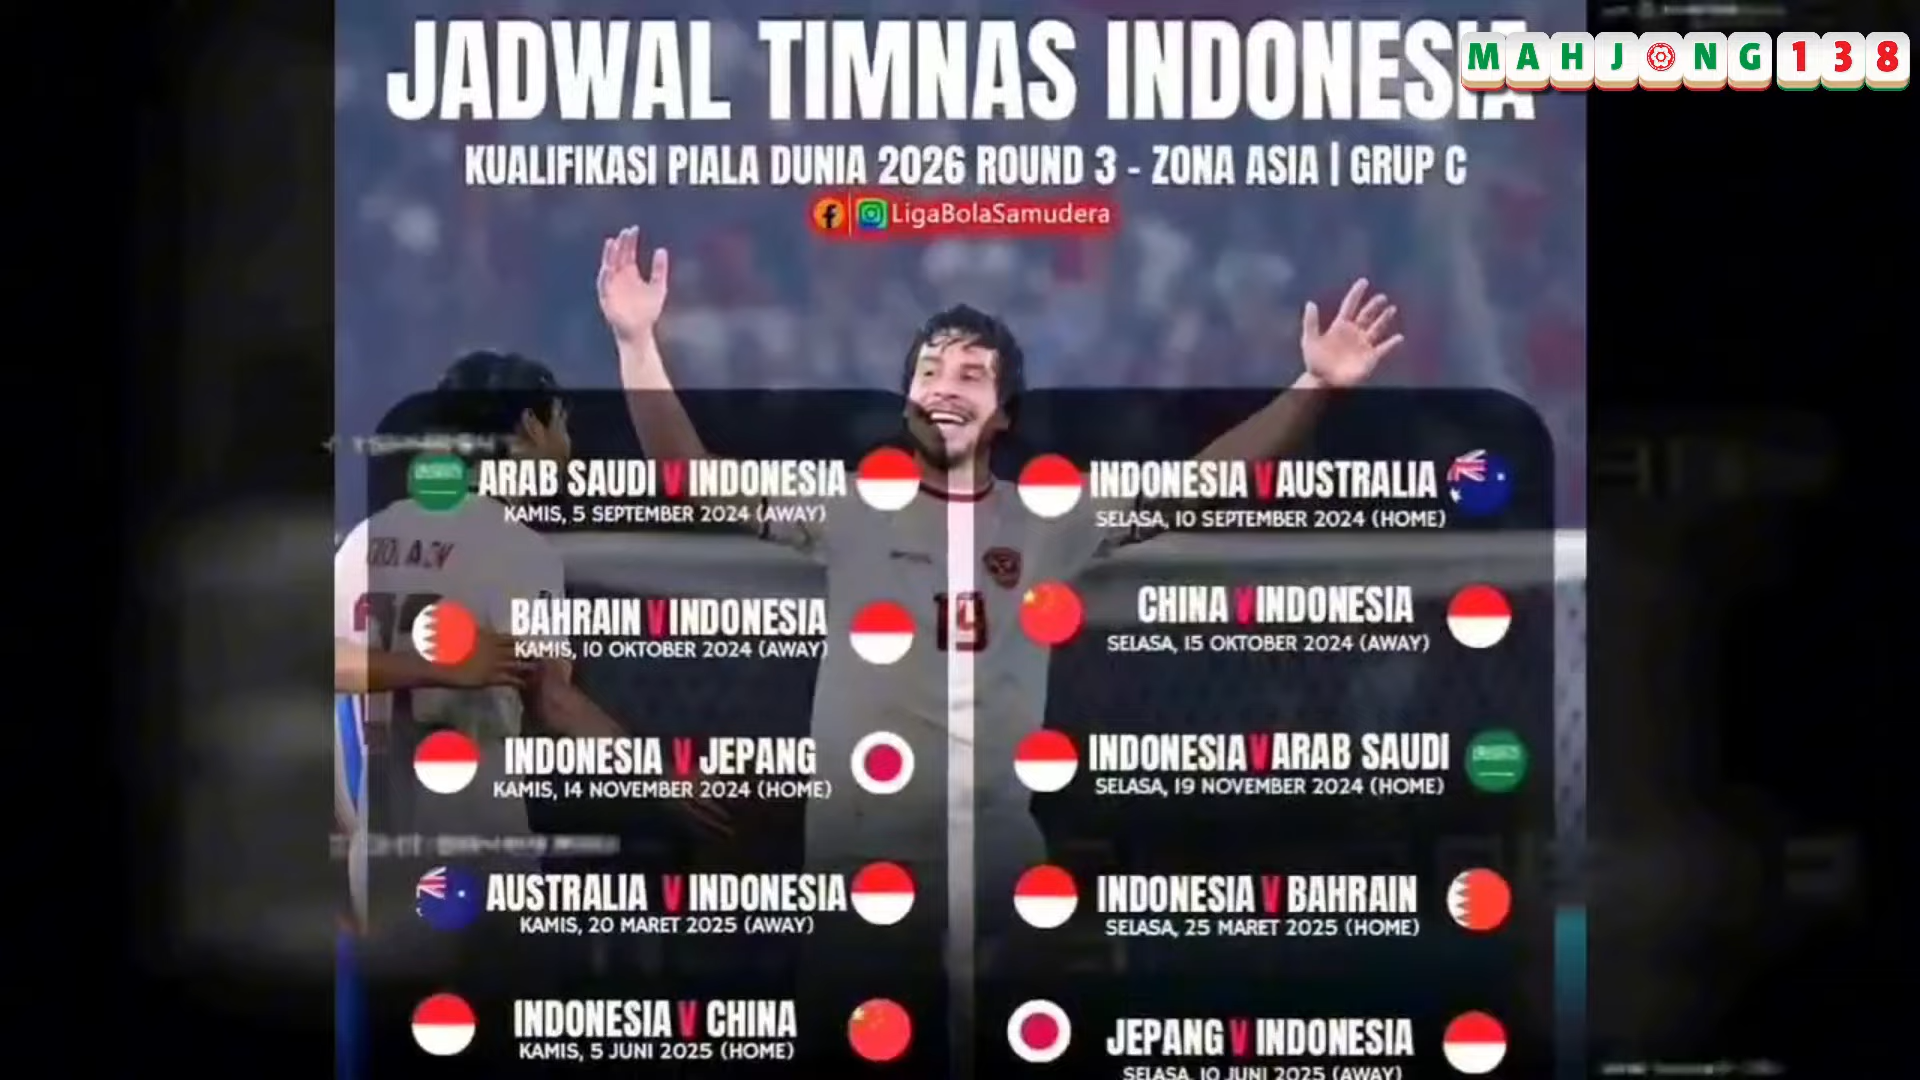 JADWAL TIMNAS INDONESIA
MAHJONG138
KUALIFIKASI PIALA DUNIA 2026 ROUND 3 - ZONA ASIA | GRUP C
LigaBolaSamudera
ARAB SAUDI V INDONESIA
KAMIS, 5 SEPTEMBER 2024 (AWAY)
INDONESIA V AUSTRALIA
SELASA, 10 SEPTEMBER 2024 (HOME)
BAHRAIN V INDONESIA
KAMIS, 10 OKTOBER 2024 (AWAY)
CHINA V INDONESIA
SELASA, 15 OKTOBER 2024 (AWAY)
19
INDONESIA V JEPANG
KAMIS, 14 NOVEMBER 2024 (HOME)
INDONESIA V ARAB SAUDI
SELASA, 19 NOVEMBER 2024 (HOME)
AUSTRALIA V INDONESIA
KAMIS, 20 MARET 2025 (AWAY)
INDONESIA V BAHRAIN
SELASA, 25 MARET 2025 (HOME)
INDONESIA V CHINA
KAMIS, 5 JUNI 2025 (HOME)
JEPANG V INDONESIA
SELASA, 10 JUNI 2025 (AWAY)